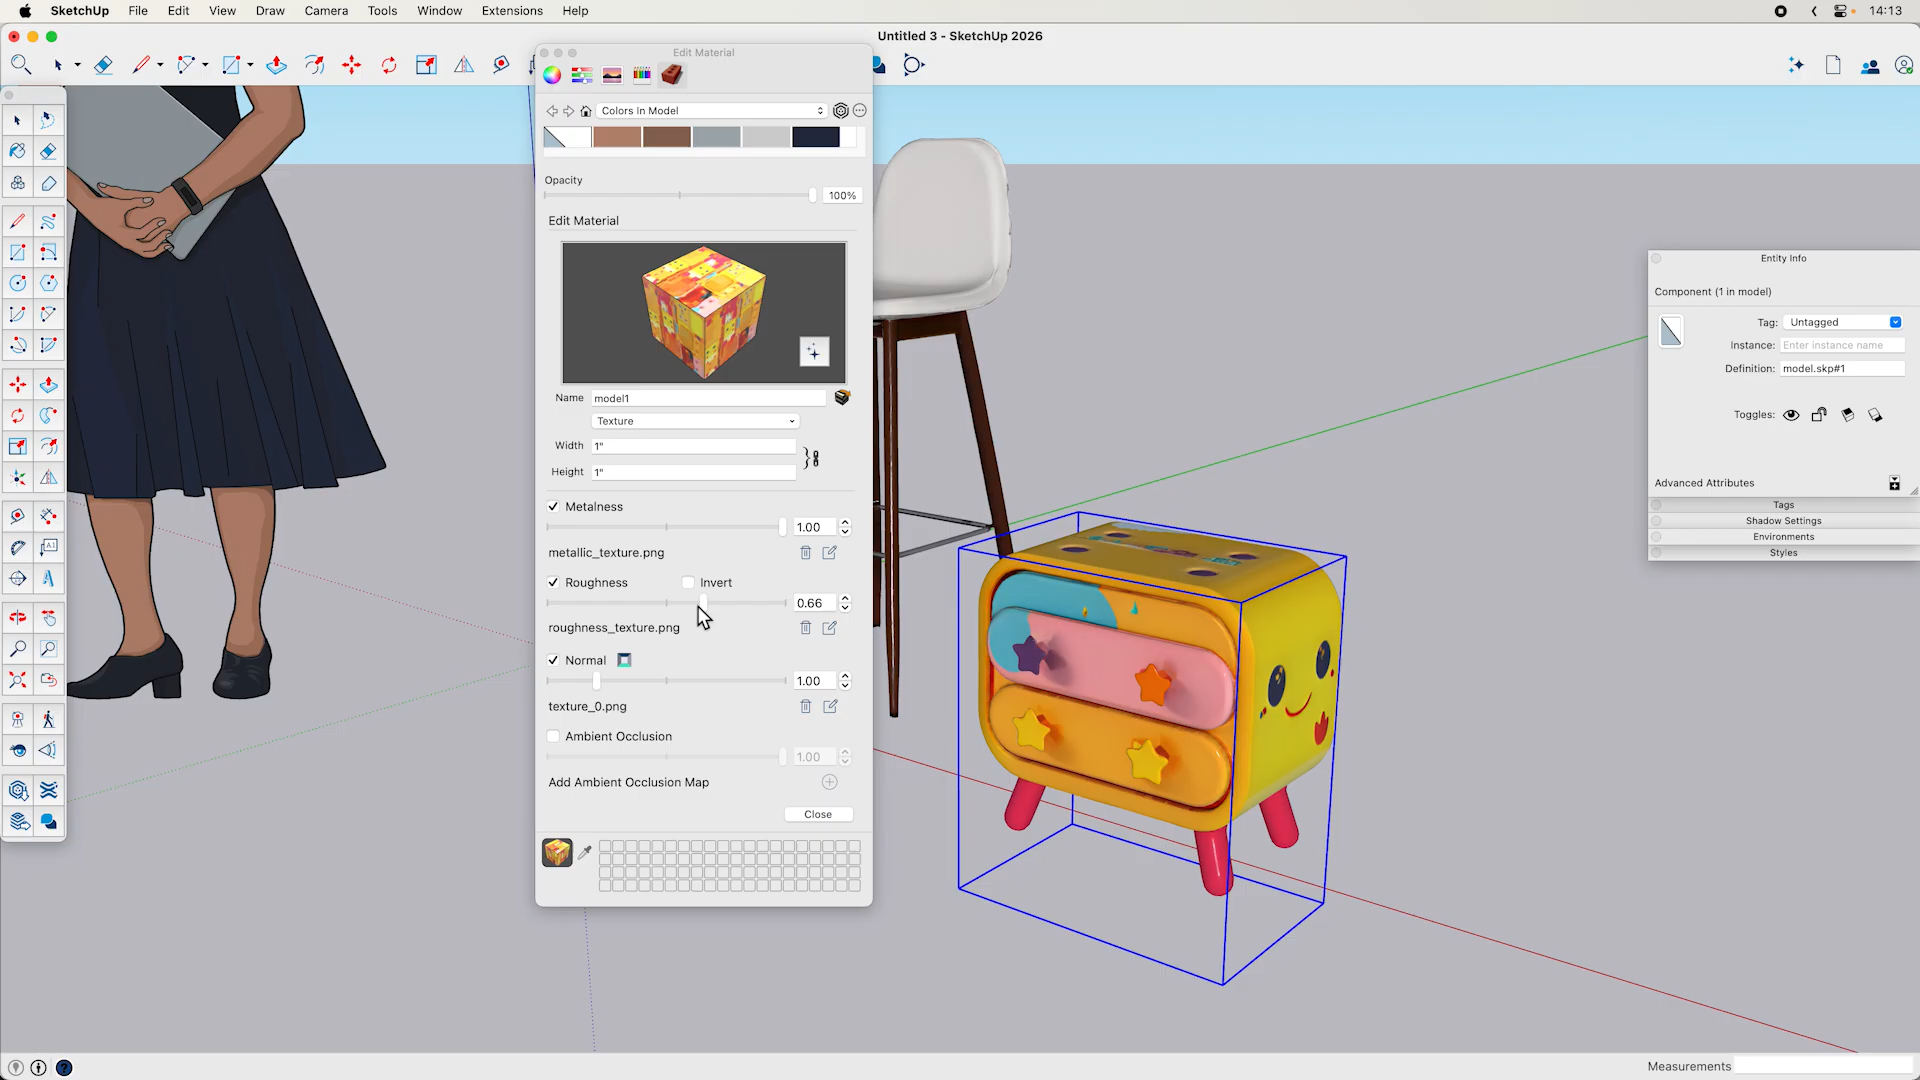 SketchUp File Edit View Draw Camera Tools Window Extensions Help 14:13
Untitled 3 - SketchUp 2026
Edit Material
Colors In Model
Opacity
100%
Edit Material
Name model1
Texture
Width 1"
Height 1"
Metalness
1.00
metallic_texture.png
Roughness Invert
0.66
roughness_texture.png
Normal
1.00
texture_0.png
Ambient Occlusion
1.00
Add Ambient Occlusion Map
Close
Entity Info
Component (1 in model)
Tag: Untagged
Instance: Enter instance name
Definition: model.skp#1
Toggles:
Advanced Attributes
Tags
Shadow Settings
Environments
Styles
Measurements